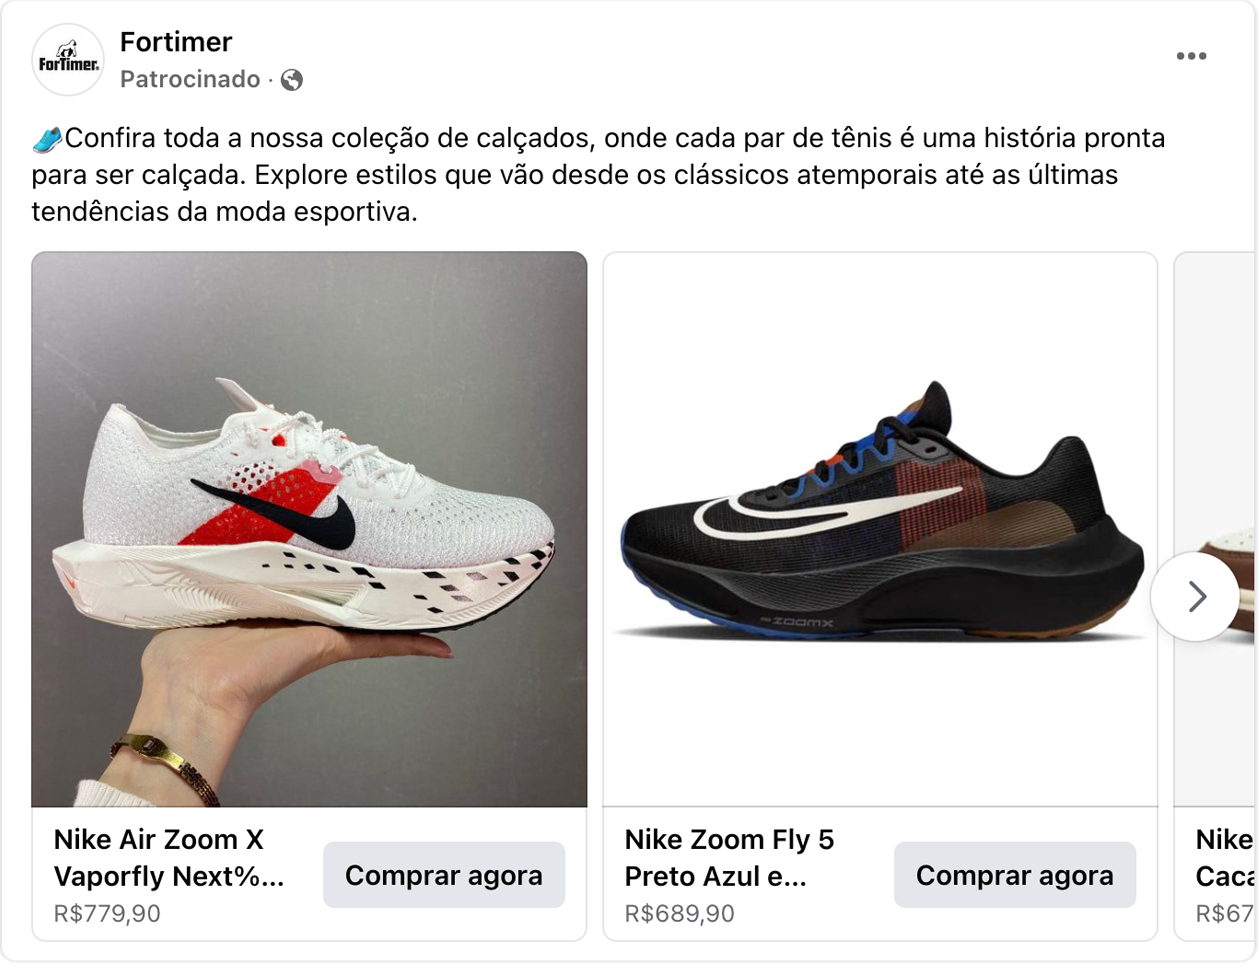 ForTimer.
Fortimer
Patrocinado ·
Confira toda a nossa coleção de calçados, onde cada par de tênis é uma história pronta
para ser calçada. Explore estilos que vão desde os clássicos atemporais até as últimas
tendências da moda esportiva.
ZOOMX
Nike Air Zoom X
Vaporfly Next%...
R$779,90
Comprar agora
Nike Zoom Fly 5
Preto Azul e...
R$689,90
Comprar agora
Nike
Caca
R$67